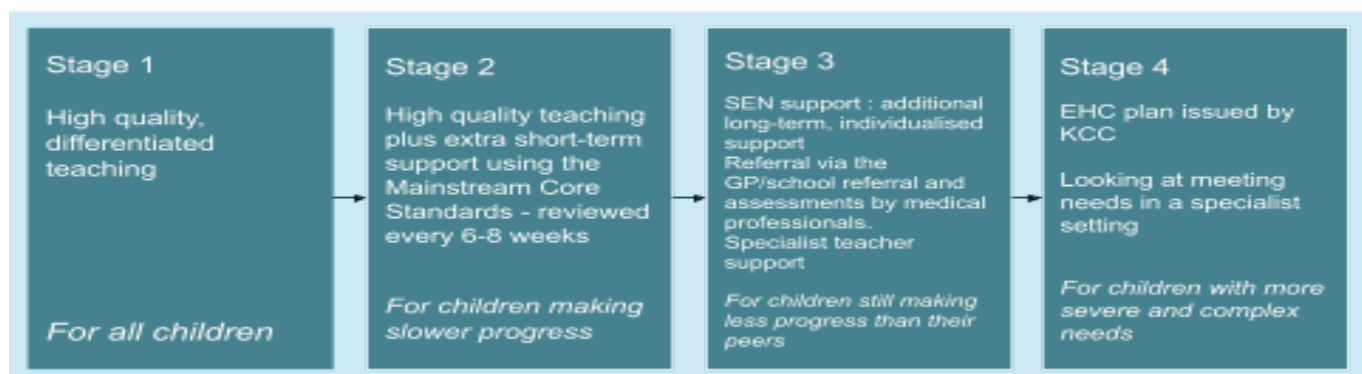 Stage 1
High quality,
differentiated
teaching
For all children
Stage 2
High quality teaching
plus extra short-term
support using the
Mainstream Core
Standards - reviewed
every 6-8 weeks
For children making
slower progress
Stage 3
SEN support : additional
long-term, individualised
support
Referral via the
GP/school referral and
assessments by medical
professionals.
Specialist teacher
support
For children still making
less progress than their
peers
Stage 4
EHC plan issued by
KCC
Looking at meeting
needs in a specialist
setting
For children with more
severe and complex
needs